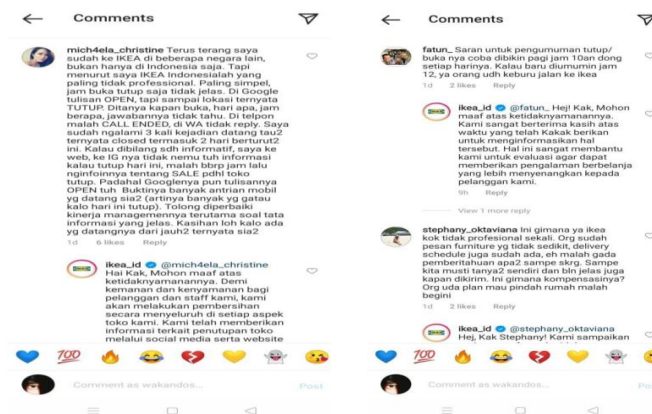 Comments
mich4ela_christine Terus terang saya
sudah ke IKEA di beberapa negara lain,
bukan hanya di Indonesia saja. Tapi
menurut saya IKEA Indonesialah yang
paling tidak professional. Paling simpel,
jam buka tutup saja tidak jelas. Di Google
tulisan OPEN, tapi sampai lokasi ternyata
TUTUP. Ditanya kapan buka, hari apa, jam
berapa, jawabannya tidak tahu. Di telpon
malah CALL ENDED, di WA tidak reply. Saya
sudah ngalami 3 kali kejadian datang tau2
ternyata closed termasuk 2 hari berturut2
ini. Kalau dibilang sdh informatif, saya ke
web, ke IG nya tidak nemu tuh informasi
kalau tutup hari ini, malah bbrp jam lalu
nginfoinnya tentang SALE pdhl toko
tutup. Padahal Googlenya pun tulisannya
OPEN tuh Buktinya banyak antrian mobil
yg datang sia2 (artinya banyak yg gatau
kalo hari ini tutup). Tolong diperbaiki
kinerja managemennya terutama soal tata
informasi yang jelas. Kasihan loh kalo ada
yg datangnya dari jauh2 ternyata sia2
1d 6 likes Reply
ikea_id @mich4ela_christine
Hai Kak, Mohon maaf atas
ketidaknyamanannya. Demi
kemanan dan kenyamanan bagi
pelanggan dan staff kami, kami
akan melakukan pembersihan
secara menyeluruh di setiap aspek
toko kami. Kami telah memberikan
informasi terkait penutupan toko
melalui social media serta website
Comment as wakandos...
Post
Comments
fatun_ Saran untuk pengumuman tutup/
buka nya coba dibikin pagi jam 10an dong
setiap harinya. Kalau baru diumumin jam
12, ya orang udh keburu jalan ke ikea
1d 2 likes Reply
ikea_id @fatun_ Hej! Kak, Mohon
maaf atas ketidaknyamanannya.
Kami sangat berterima kasih atas
waktu yang telah Kakak berikan
untuk menginformasikan hal
tersebut. Hal ini sangat membantu
kami untuk evaluasi agar dapat
memberikan pengalaman berbelanja
yang lebih menyenangkan kepada
pelanggan kami.
9h Reply
View 1 more reply
stephany_oktaviana Ini gimana ya ikea
kok tidak profesional sekali. Org sudah
pesan furniture yg tidak sedikit, delivery
schedule juga sudah ada, eh malah gada
pemberitahuan apa2 sampe skrg. Sampe
kita musti tanya2 sendiri dan bln jelas juga
kapan dikirim. Ini gimana kompensasinya?
Org uda plan mau pindah rumah malah
begini
1d 2 likes Reply
ikea_id @stephany_oktaviana
Hej, Kak Stephany! Kami sampaikan
Comment as wakandos...